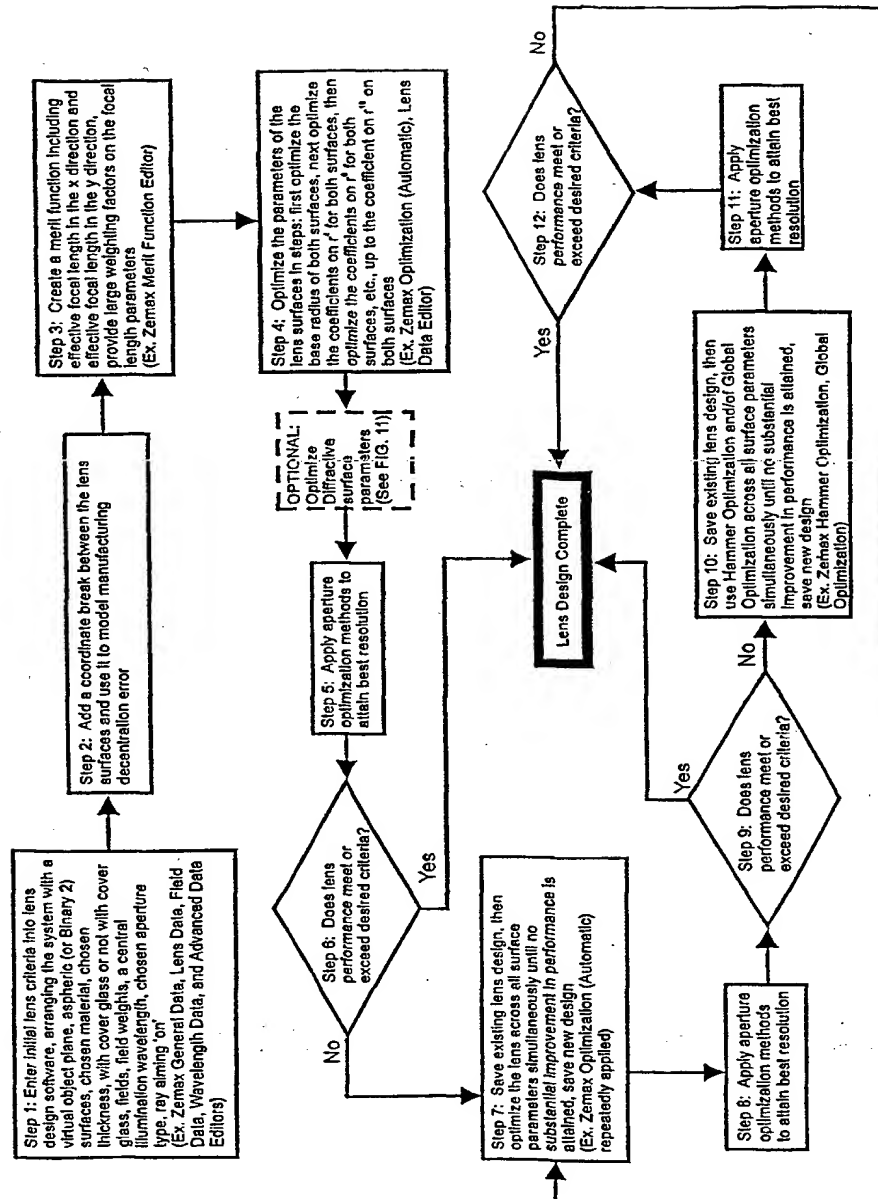 Step 1: Enter initial lens criteria into lens
design software, arranging the system with a
virtual object plane, aspheric (or Binary 2)
surfaces, chosen material, chosen
thickness, with cover glass or not with cover
glass, fields, field weights, a central
illumination wavelength, chosen aperture
type, ray aiming 'on'
(Ex. Zemax General Data, Lens Data, Field
Data, Wavelength Data, and Advanced Data
Editors)
Step 2: Add a coordinate break between the lens
surfaces and use it to model manufacturing
decentration error
Step 3: Create a merit function including
effective focal length in the x direction and
effective focal length in the y direction,
provide large weighting factors on the focal
length parameters
(Ex. Zemax Merit Function Editor)
Step 4: Optimize the parameters of the
lens surfaces in steps: first optimize the
base radius of both surfaces, next optimize
the coefficients on r⁴ for both surfaces, then
optimize the coefficients on r⁶ for both
surfaces, etc., up to the coefficient on r¹⁶ on
both surfaces
(Ex. Zemax Optimization (Automatic), Lens
Data Editor)
OPTIONAL:
Optimize
Diffractive
surface
parameters
(See FIG. 11)
Step 5: Apply aperture
optimization methods to
attain best resolution
Step 6: Does lens
performance meet or
exceed desired criteria?
No
Yes
Step 7: Save existing lens design, then
optimize the lens across all surface
parameters simultaneously until no
substantial improvement in performance is
attained, save new design
(Ex. Zemax Optimization (Automatic)
repeatedly applied)
Step 8: Apply aperture
optimization methods
to attain best resolution
Step 9: Does lens
performance meet or
exceed desired criteria?
Yes
No
Lens Design Complete
Step 10: Save existing lens design, then
use Hammer Optimization and/of Global
Optimization across all surface parameters
simultaneously until no substantial
improvement in performance is attained,
save new design
(Ex. Zemax Hammer Optimization, Global
Optimization)
Step 11: Apply
aperture optimization
methods to attain best
resolution
Step 12: Does lens
performance meet or
exceed desired criteria?
Yes
No